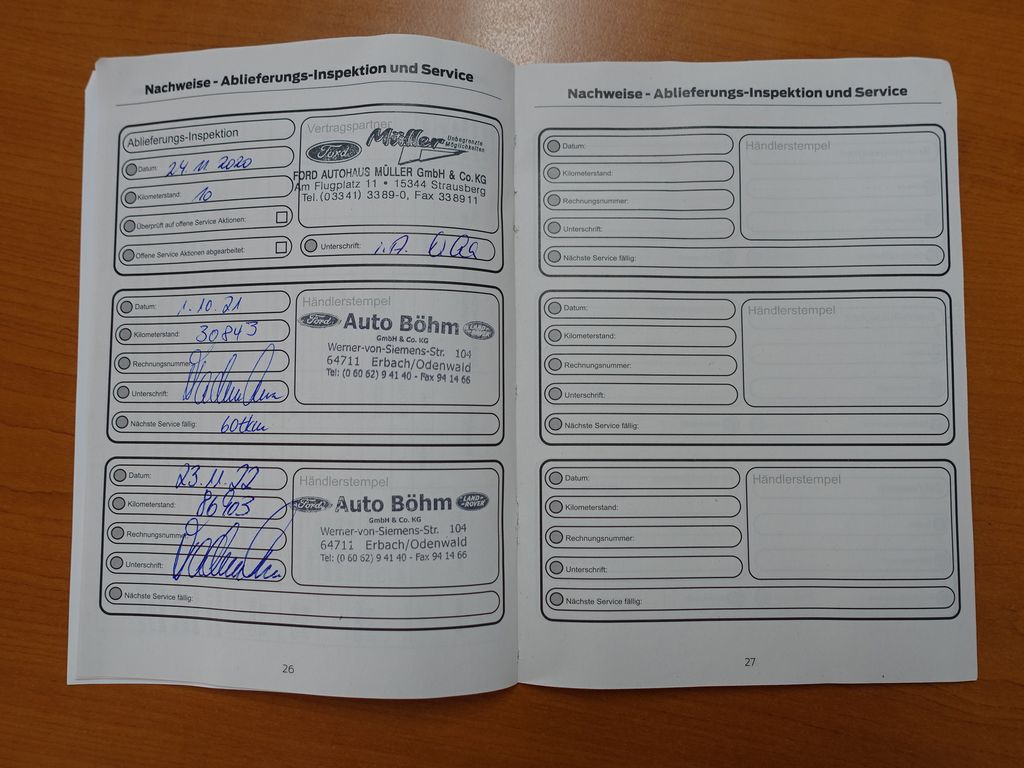 Nachweise - Ablieferungs-Inspektion und Service
Ablieferungs-Inspektion
Datum: 24 11 2020
Kilometerstand: 10
Überprüft auf offene Service Aktionen:
Offene Service Aktionen abgearbeitet:
Vertragspartner
Ford
Müller
Unbegrenzte
Möglichkeiten
FORD AUTOHAUS MÜLLER GmbH & Co. KG
Am Flugplatz 11 • 15344 Strausberg
Tel. (03341) 3389-0, Fax 338911
Unterschrift: i.A.
Datum: 1.10.21
Kilometerstand: 30843
Rechnungsnummer
Unterschrift:
Nächste Service fällig: 60tkm
Händlerstempel
Ford Auto Böhm LAND-ROVER
GmbH & Co. KG
Werner-von-Siemens-Str. 104
64711 Erbach/Odenwald
Tel: (0 60 62) 9 41 40 - Fax 94 14 66
Datum: 23.11.22
Kilometerstand: 86903
Rechnungsnumm
Unterschrift:
Nächste Service fällig:
Händlerstempel
Ford Auto Böhm LAND-ROVER
GmbH & Co. KG
Werner-von-Siemens-Str. 104
64711 Erbach/Odenwald
Tel: (0 60 62) 9 41 40 - Fax 94 14 66
26
Nachweise - Ablieferungs-Inspektion und Service
Datum:
Kilometerstand:
Rechnungsnummer:
Unterschrift:
Nächste Service fällig:
Händlerstempel
Datum:
Kilometerstand:
Rechnungsnummer:
Unterschrift:
Nächste Service fällig:
Händlerstempel
Datum:
Kilometerstand:
Rechnungsnummer:
Unterschrift:
Nächste Service fällig:
Händlerstempel
27